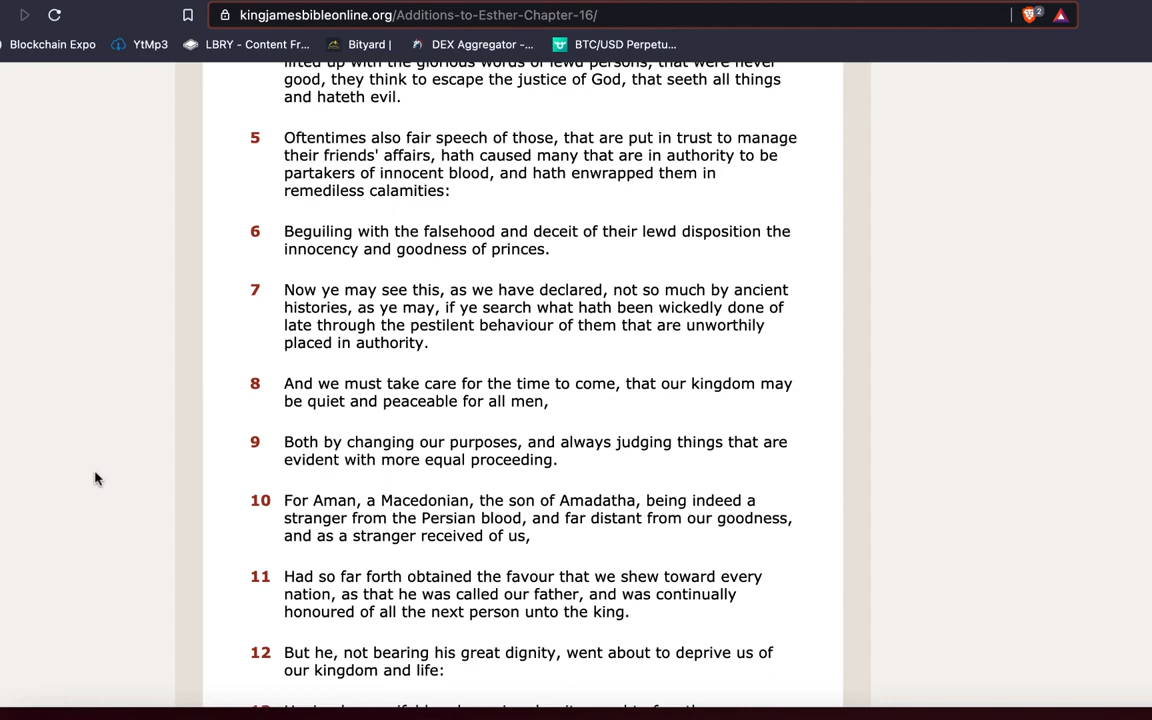 kingjamesbibleonline.org/Additions-to-Esther-Chapter-16/
2
Blockchain Expo YtMp3 LBRY - Content Fr... Bityard | DEX Aggregator -... BTC/USD Perpetu...
lifted up with the glorious words of lewd persons, that were never
good, they think to escape the justice of God, that seeth all things
and hateth evil.
5 Oftentimes also fair speech of those, that are put in trust to manage
their friends' affairs, hath caused many that are in authority to be
partakers of innocent blood, and hath enwrapped them in
remediless calamities:
6 Beguiling with the falsehood and deceit of their lewd disposition the
innocency and goodness of princes.
7 Now ye may see this, as we have declared, not so much by ancient
histories, as ye may, if ye search what hath been wickedly done of
late through the pestilent behaviour of them that are unworthily
placed in authority.
8 And we must take care for the time to come, that our kingdom may
be quiet and peaceable for all men,
9 Both by changing our purposes, and always judging things that are
evident with more equal proceeding.
10 For Aman, a Macedonian, the son of Amadatha, being indeed a
stranger from the Persian blood, and far distant from our goodness,
and as a stranger received of us,
11 Had so far forth obtained the favour that we shew toward every
nation, as that he was called our father, and was continually
honoured of all the next person unto the king.
12 But he, not bearing his great dignity, went about to deprive us of
our kingdom and life: